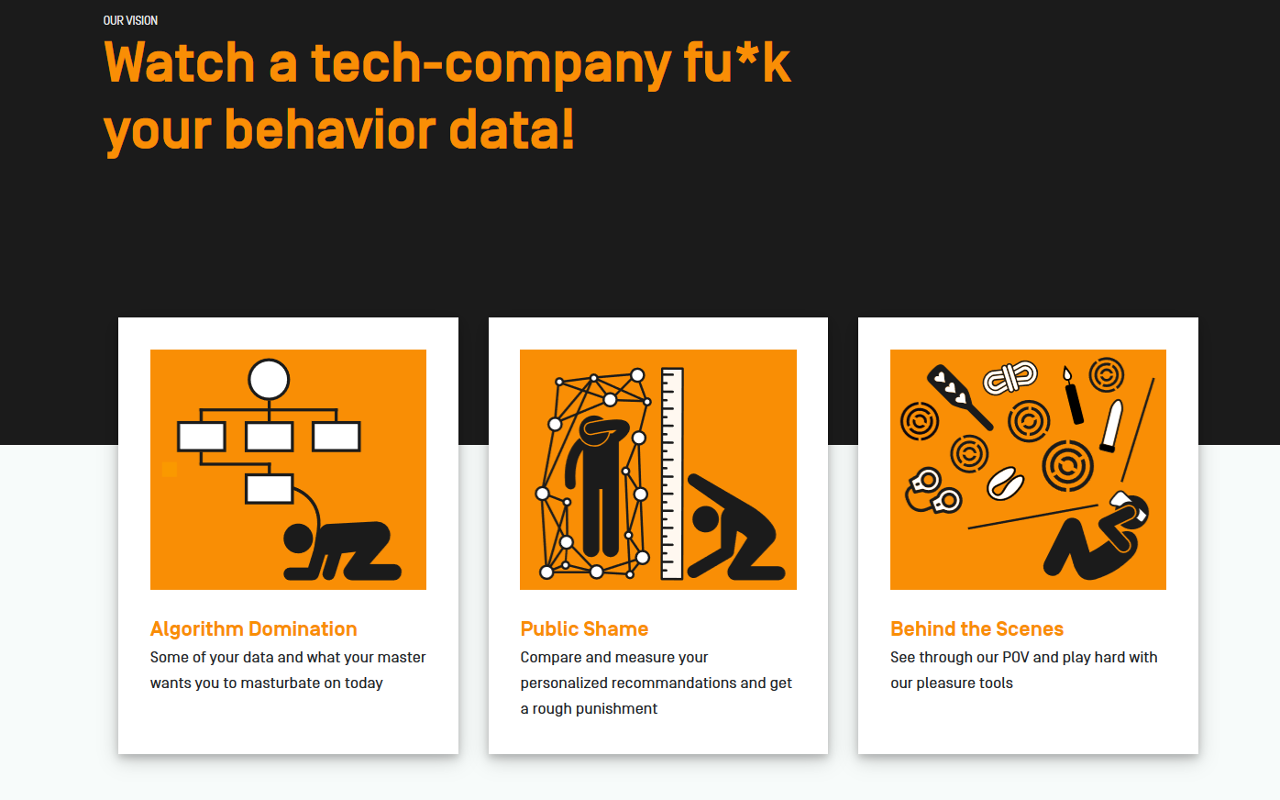 OUR VISION
Watch a tech-company fu*k
your behavior data!
Algorithm Domination
Some of your data and what your master
wants you to masturbate on today
Public Shame
Compare and measure your
personalized recommandations and get
a rough punishment
Behind the Scenes
See through our POV and play hard with
our pleasure tools